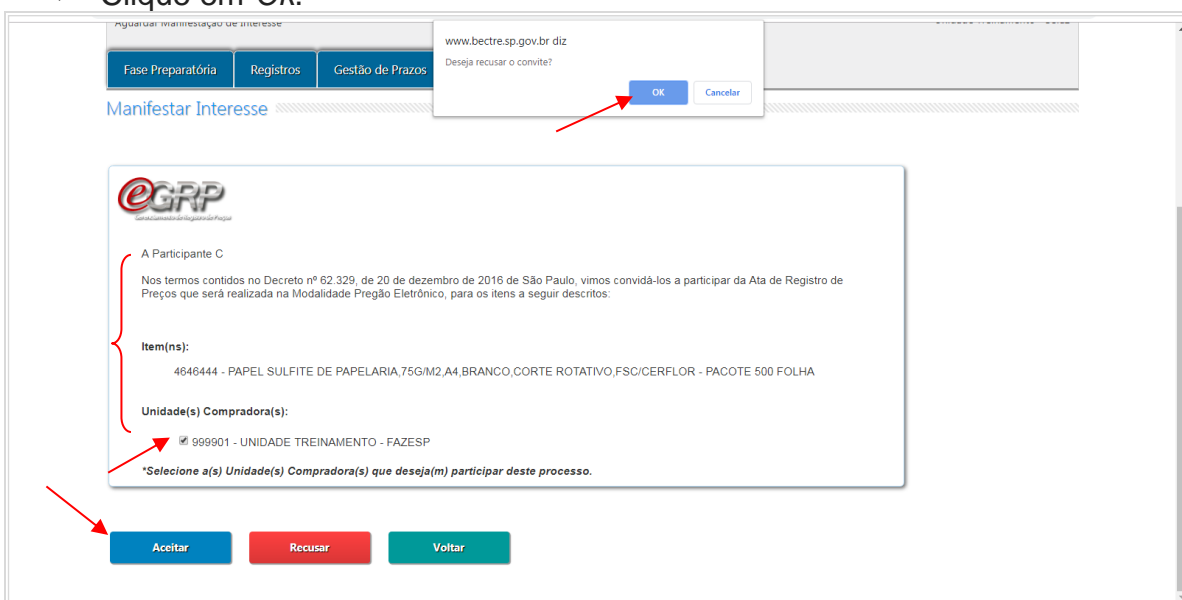 Clique em OK.
Aguardar Manifestação de Interesse
www.bectre.sp.gov.br diz
Deseja recusar o convite?
OK Cancelar
Fase Preparatória Registros Gestão de Prazos
Manifestar Interesse
eGRP
Gerenciamento de Registro de Preços
A Participante C
Nos termos contidos no Decreto nº 62.329, de 20 de dezembro de 2016 de São Paulo, vimos convidá-los a participar da Ata de Registro de
Preços que será realizada na Modalidade Pregão Eletrônico, para os itens a seguir descritos:
Item(ns):
4646444 - PAPEL SULFITE DE PAPELARIA,75G/M2,A4,BRANCO,CORTE ROTATIVO,FSC/CERFLOR - PACOTE 500 FOLHA
Unidade(s) Compradora(s):
999901 - UNIDADE TREINAMENTO - FAZESP
*Selecione a(s) Unidade(s) Compradora(s) que deseja(m) participar deste processo.
Aceitar Recusar Voltar